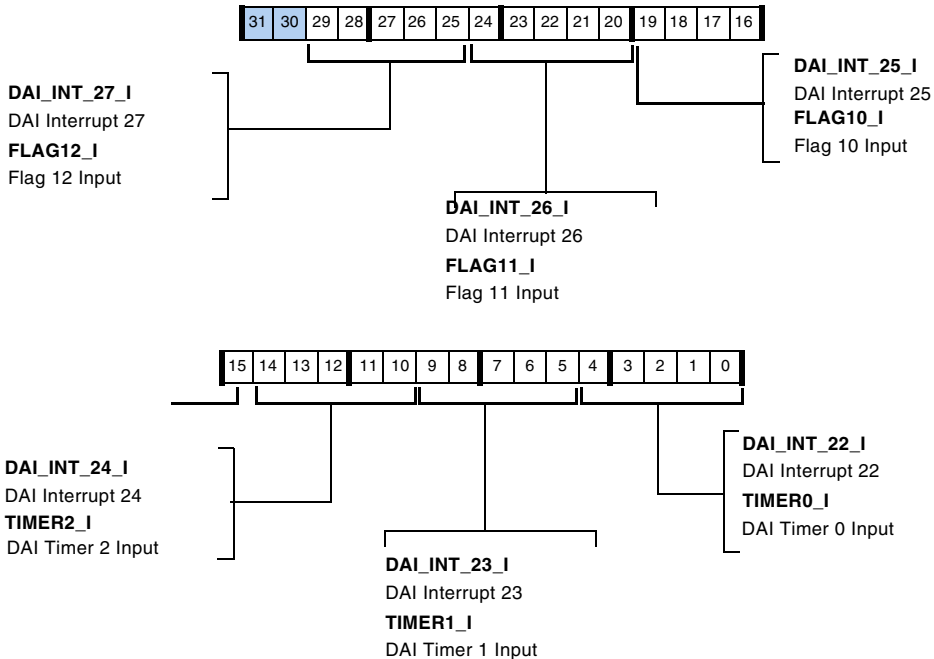 31 30 29 28 27 26 25 24 23 22 21 20 19 18 17 16
DAI_INT_27_I
DAI Interrupt 27
FLAG12_I
Flag 12 Input
DAI_INT_25_I
DAI Interrupt 25
FLAG10_I
Flag 10 Input
DAI_INT_26_I
DAI Interrupt 26
FLAG11_I
Flag 11 Input
15 14 13 12 11 10 9 8 7 6 5 4 3 2 1 0
DAI_INT_24_I
DAI Interrupt 24
TIMER2_I
DAI Timer 2 Input
DAI_INT_22_I
DAI Interrupt 22
TIMER0_I
DAI Timer 0 Input
DAI_INT_23_I
DAI Interrupt 23
TIMER1_I
DAI Timer 1 Input